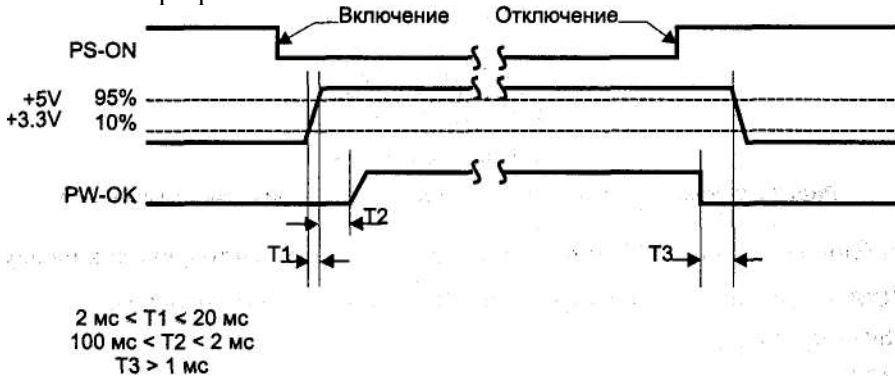 Включение Отключение
PS-ON
+5V 95%
+3.3V 10%
PW-OK
T2
T1 T3
2 мс < T1 < 20 мс
100 мс < T2 < 2 мс
T3 > 1 мс